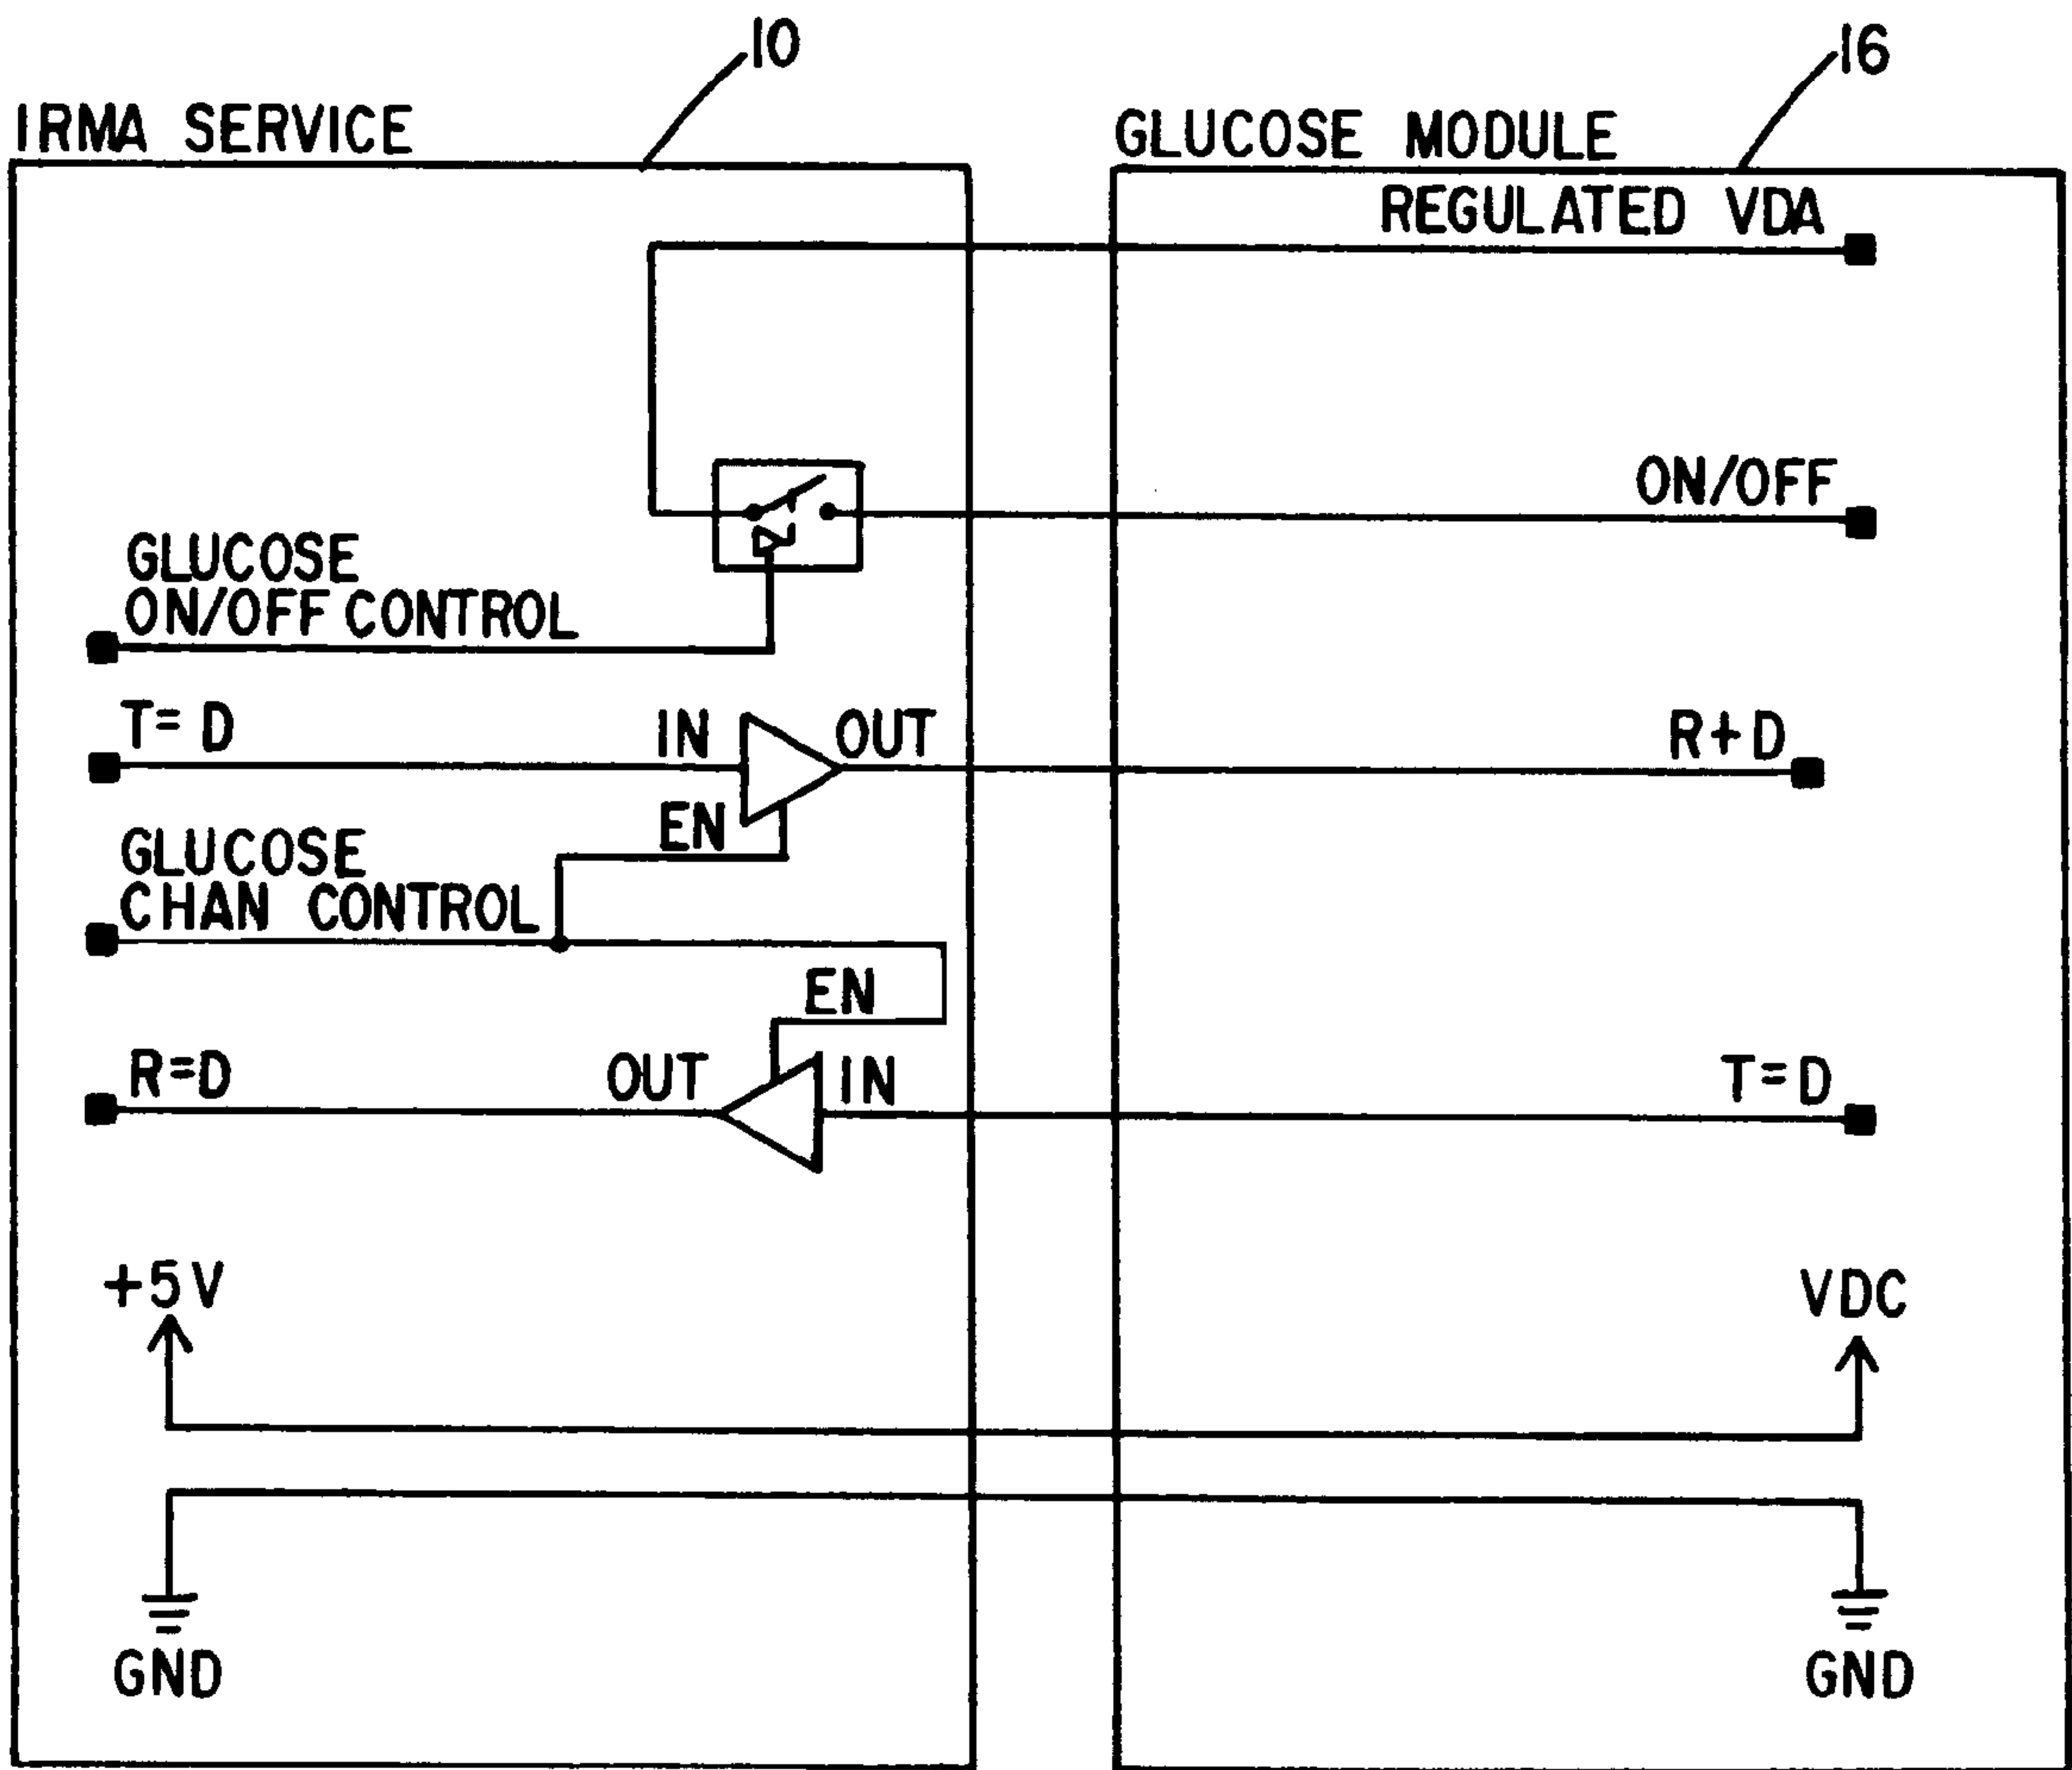 10
16
IRMA SERVICE
GLUCOSE MODULE
REGULATED VDA
ON/OFF
GLUCOSE
ON/OFF CONTROL
T= D
IN
OUT
R+D
EN
GLUCOSE
CHAN CONTROL
EN
R=D
OUT
IN
T=D
+5V
VDC
GND
GND